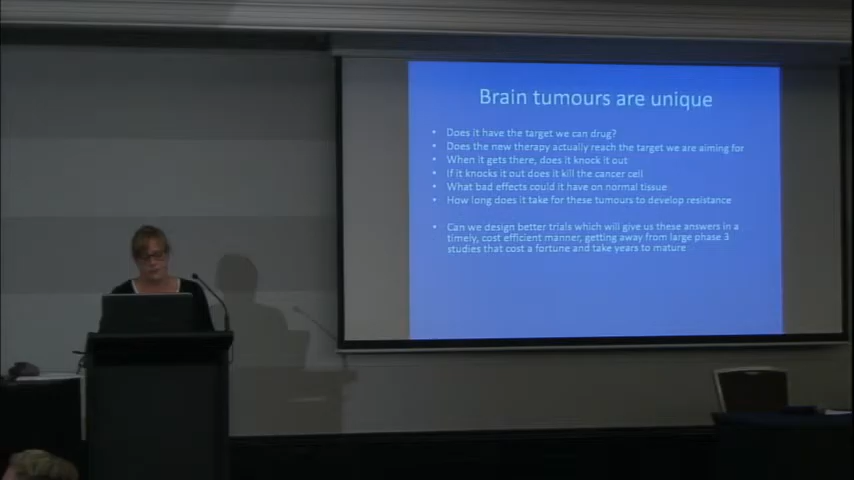 Brain tumours are unique
• Does it have the target we can drug?
• Does the new therapy actually reach the target we are aiming for
• When it gets there, does it knock it out
• If it knocks it out does it kill the cancer cell
• What bad effects could it have on normal tissue
• How long does it take for these tumours to develop resistance
• Can we design better trials which will give us these answers in a
timely, cost efficient manner, getting away from large phase 3
studies that cost a fortune and take years to mature